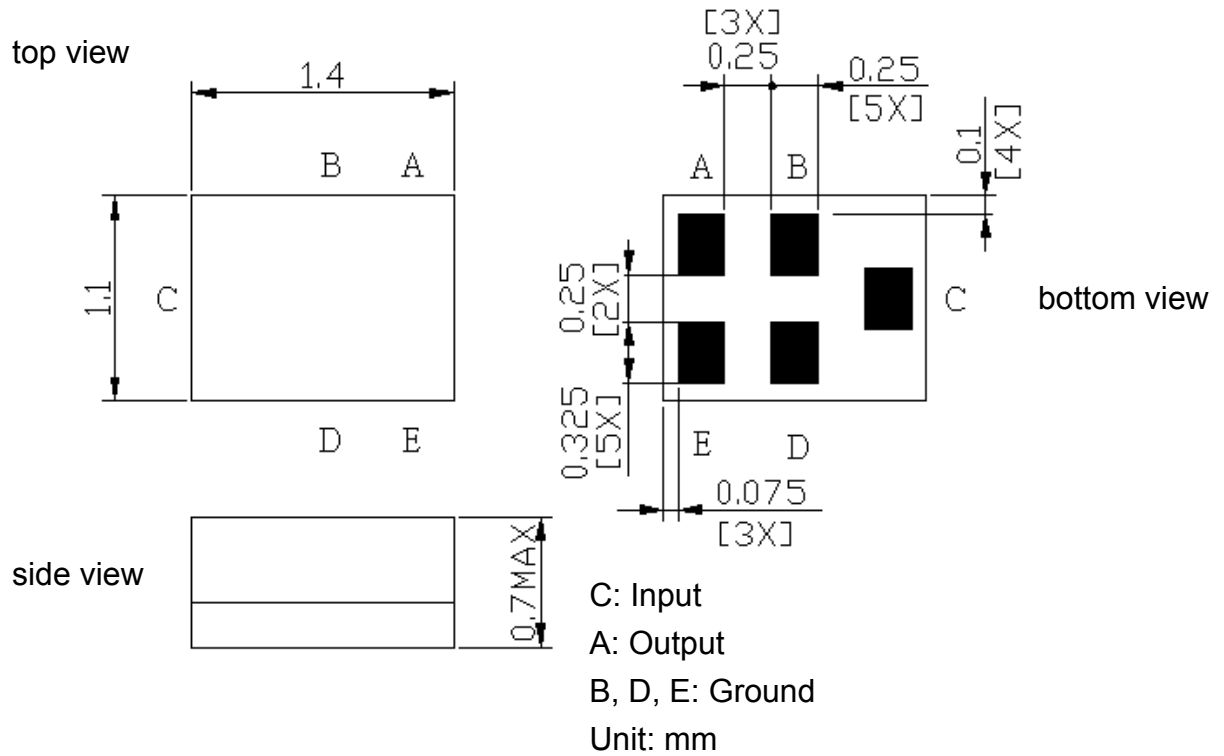 top view
1.4
B A
C
1.1
D E
[3X]
0.25
0.25
[5X]
0.1
[4X]
A B
0.25
[2X]
C
bottom view
0.325
[5X]
E D
0.075
[3X]
side view
0.7MAX
C: Input
A: Output
B, D, E: Ground
Unit: mm